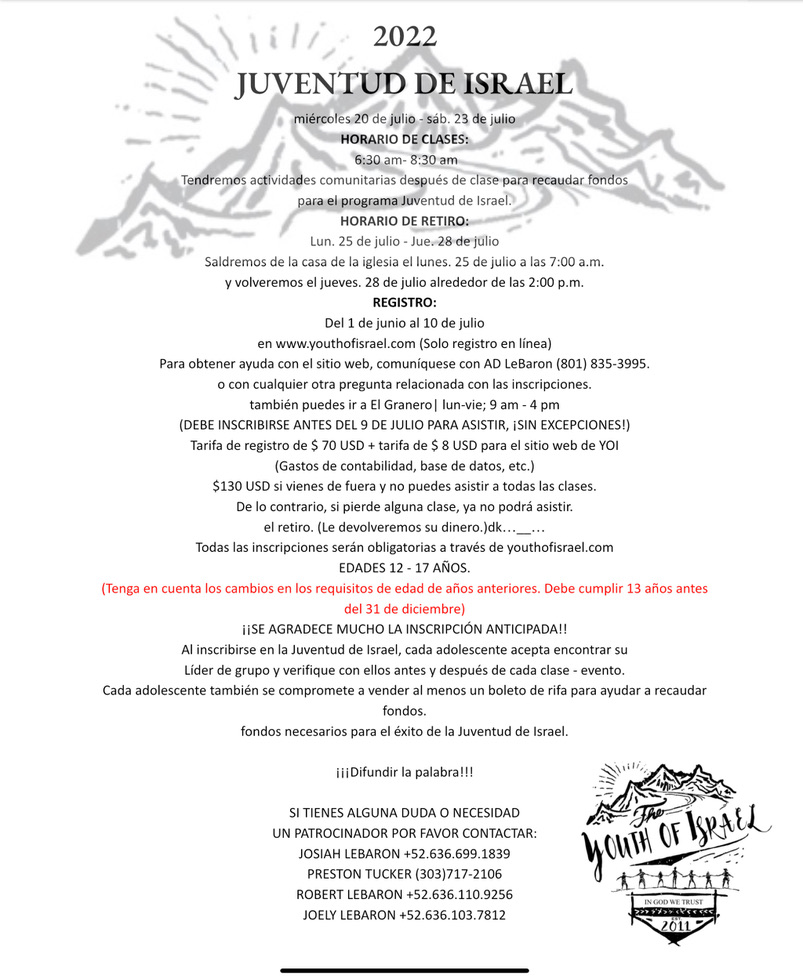 2022
JUVENTUD DE ISRAEL
miércoles 20 de julio - sáb. 23 de julio
HORARIO DE CLASES:
6:30 am- 8:30 am
Tendremos actividades comunitarias después de clase para recaudar fondos
para el programa Juventud de Israel.
HORARIO DE RETIRO:
Lun. 25 de julio - Jue. 28 de julio
Saldremos de la casa de la iglesia el lunes. 25 de julio a las 7:00 a.m.
y volveremos el jueves. 28 de julio alrededor de las 2:00 p.m.
REGISTRO:
Del 1 de junio al 10 de julio
en www.youthofisrael.com (Solo registro en línea)
Para obtener ayuda con el sitio web, comuníquese con AD LeBaron (801) 835-3995.
o con cualquier otra pregunta relacionada con las inscripciones.
también puedes ir a El Granero| lun-vie; 9 am - 4 pm
(DEBE INSCRIBIRSE ANTES DEL 9 DE JULIO PARA ASISTIR, ¡SIN EXCEPCIONES!)
Tarifa de registro de $ 70 USD + tarifa de $ 8 USD para el sitio web de YOI
(Gastos de contabilidad, base de datos, etc.)
$130 USD si vienes de fuera y no puedes asistir a todas las clases.
De lo contrario, si pierde alguna clase, ya no podrá asistir.
el retiro. (Le devolveremos su dinero.)dk...__...
Todas las inscripciones serán obligatorias a través de youthofisrael.com
EDADES 12 - 17 AÑOS.
(Tenga en cuenta los cambios en los requisitos de edad de años anteriores. Debe cumplir 13 años antes
del 31 de diciembre)
¡¡SE AGRADECE MUCHO LA INSCRIPCIÓN ANTICIPADA!!
Al inscribirse en la Juventud de Israel, cada adolescente acepta encontrar su
Líder de grupo y verifique con ellos antes y después de cada clase - evento.
Cada adolescente también se compromete a vender al menos un boleto de rifa para ayudar a recaudar
fondos.
fondos necesarios para el éxito de la Juventud de Israel.
¡¡¡Difundir la palabra!!!
SI TIENES ALGUNA DUDA O NECESIDAD
UN PATROCINADOR POR FAVOR CONTACTAR:
JOSIAH LEBARON +52.636.699.1839
PRESTON TUCKER (303)717-2106
ROBERT LEBARON +52.636.110.9256
JOELY LEBARON +52.636.103.7812
The
YOUTH OF ISRAEL
IN GOD WE TRUST
EST.
2011